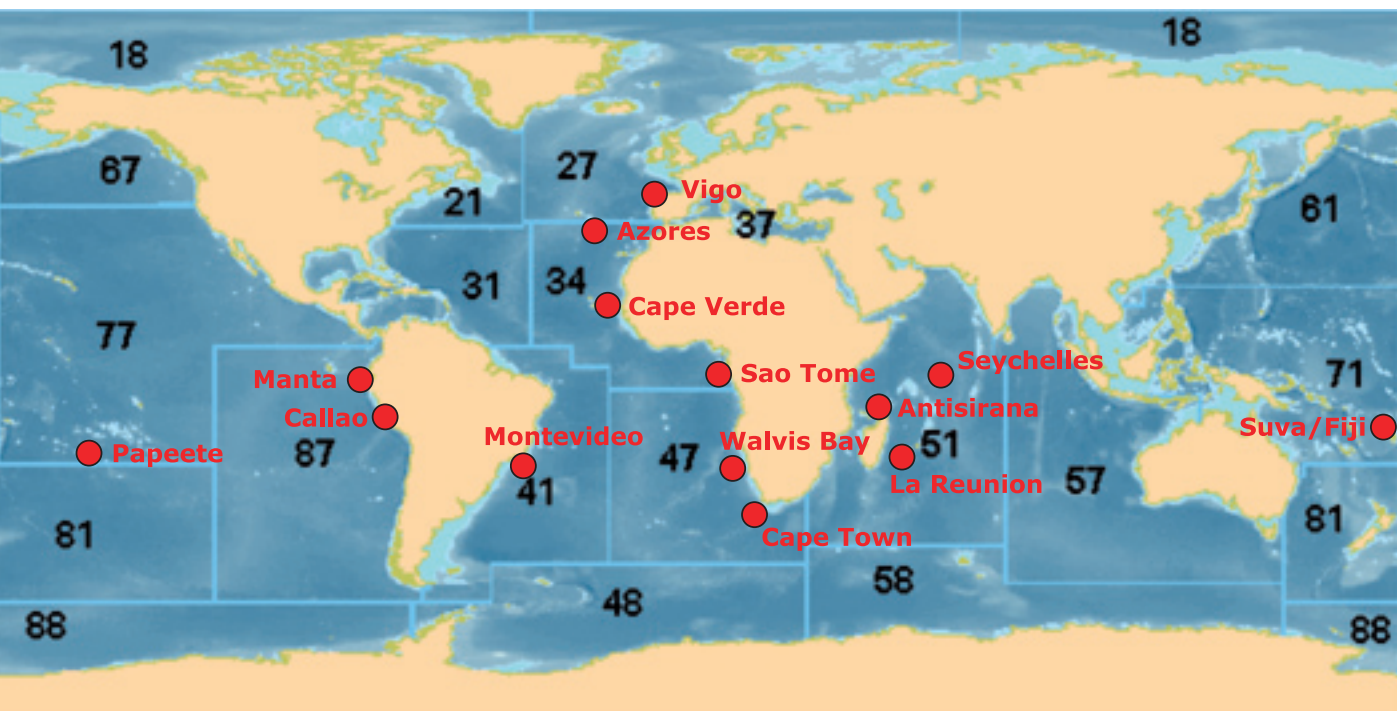 18
18
67
27
21
Vigo
37
61
Azores
31
34
Cape Verde
77
Manta
Sao Tome
Seychelles
71
Callao
Antisirana
Suva/Fiji
Papeete
87
Montevideo
41
47
Walvis Bay
51
La Reunion
57
81
Cape Town
81
58
48
88
88